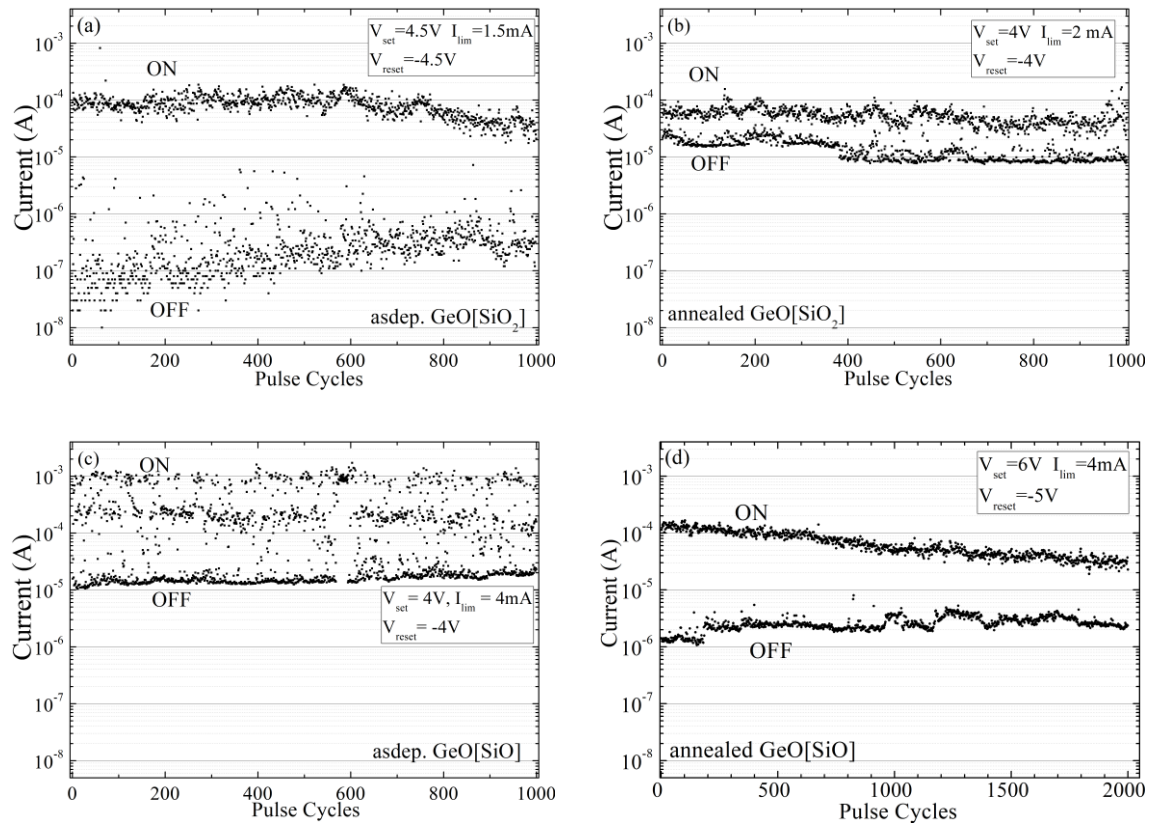 (a)
V_set=4.5V I_lim=1.5mA
V_reset=-4.5V
ON
OFF
asdep. GeO[SiO₂]
Current (A)
10⁻³
10⁻⁴
10⁻⁵
10⁻⁶
10⁻⁷
10⁻⁸
0 200 400 600 800 1000
Pulse Cycles
(b)
V_set=4V I_lim=2 mA
V_reset=-4V
ON
OFF
annealed GeO[SiO₂]
Current (A)
10⁻³
10⁻⁴
10⁻⁵
10⁻⁶
10⁻⁷
10⁻⁸
0 200 400 600 800 1000
Pulse Cycles
(c)
ON
OFF
V_set= 4V, I_lim= 4mA
V_reset= -4V
asdep. GeO[SiO]
Current (A)
10⁻³
10⁻⁴
10⁻⁵
10⁻⁶
10⁻⁷
10⁻⁸
0 200 400 600 800 1000
Pulse Cycles
(d)
V_set=6V I_lim=4mA
V_reset=-5V
ON
OFF
annealed GeO[SiO]
Current (A)
10⁻³
10⁻⁴
10⁻⁵
10⁻⁶
10⁻⁷
10⁻⁸
0 500 1000 1500 2000
Pulse Cycles